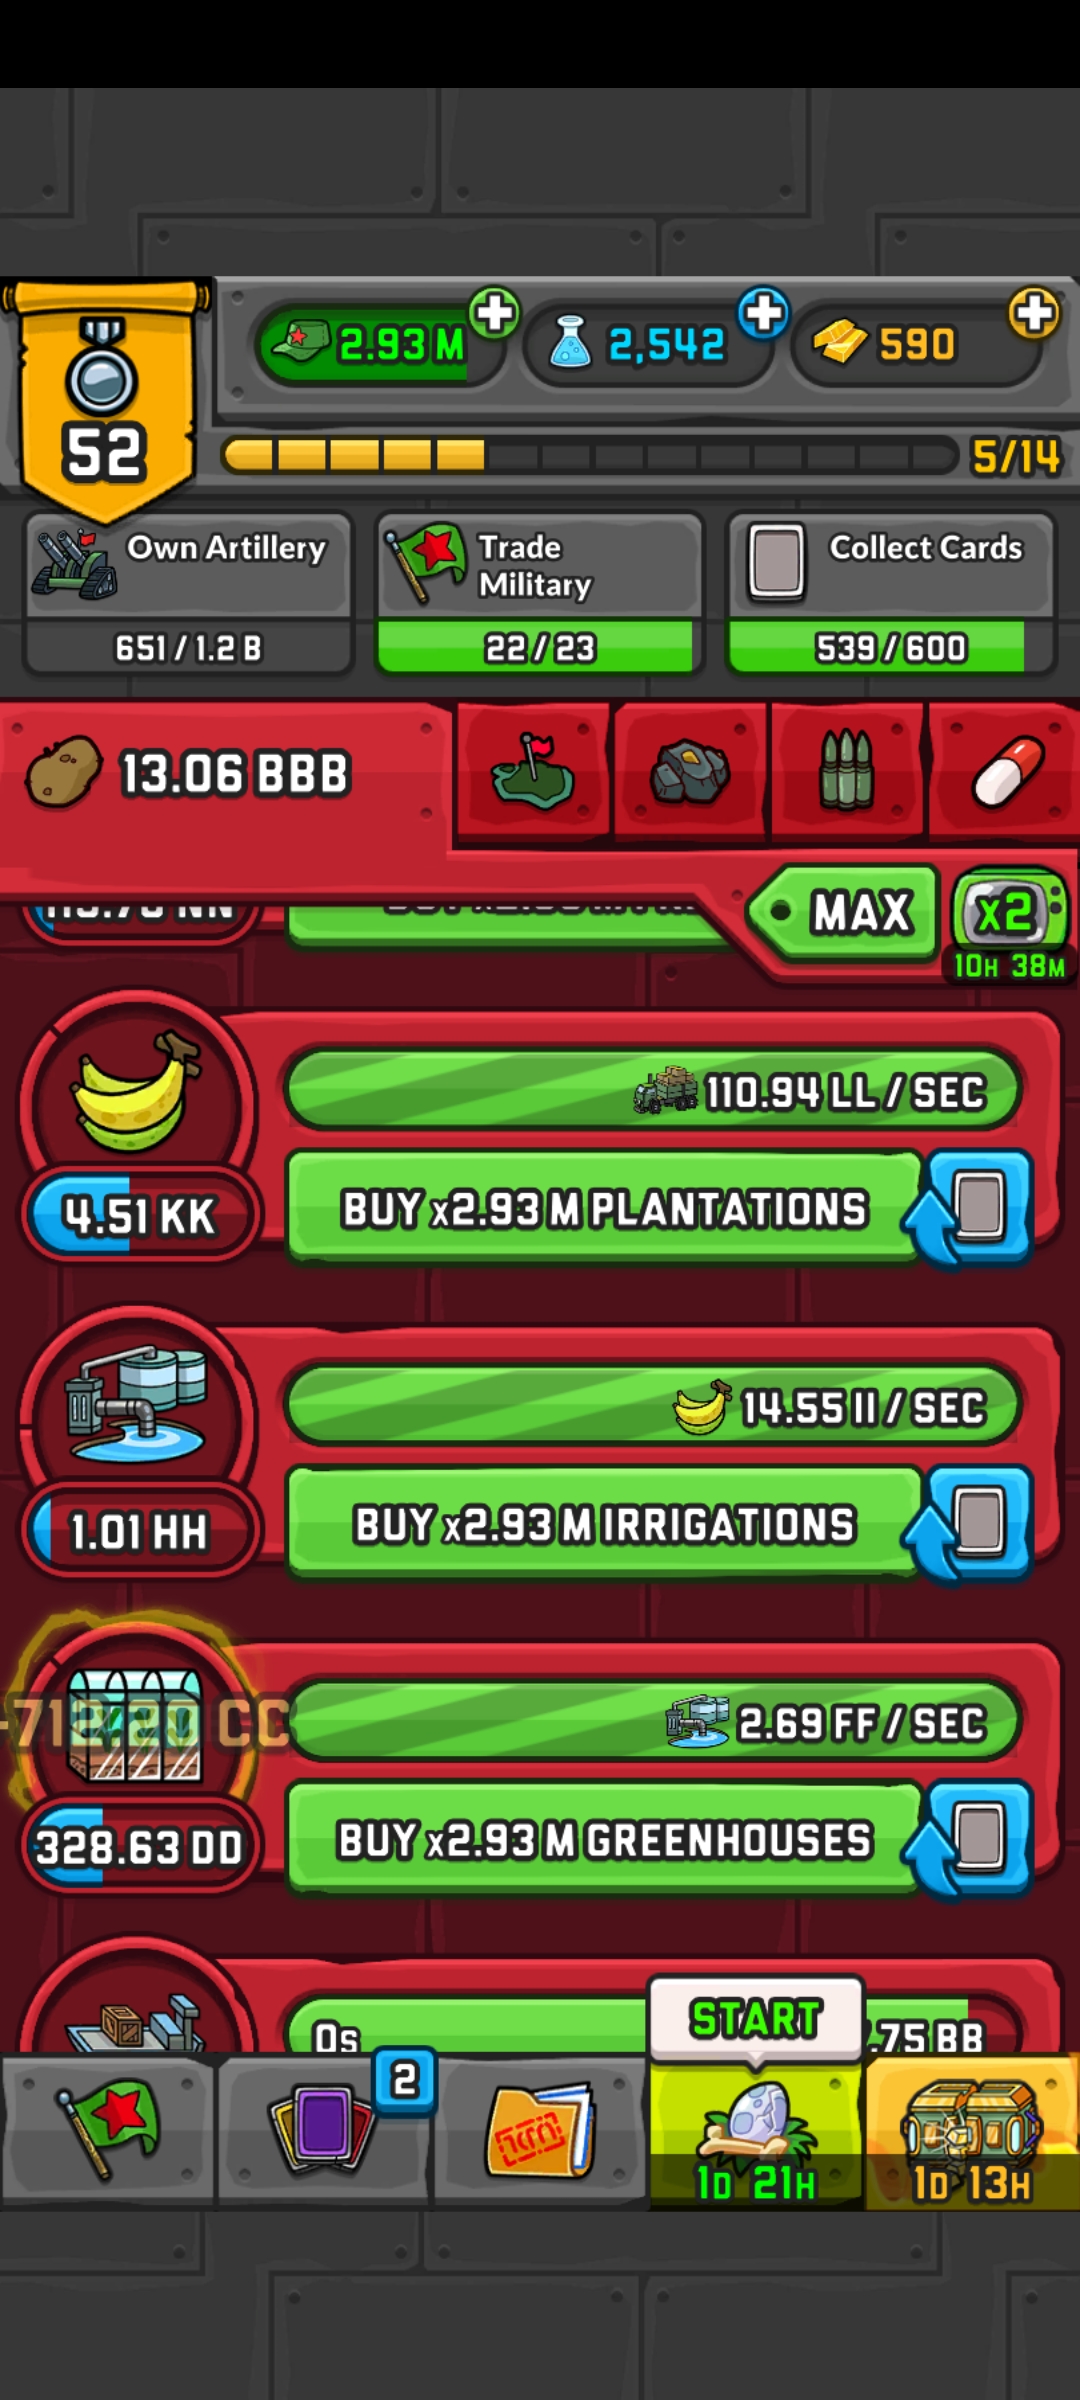 2.93 M
2,542
590
52
5/14
Own Artillery
651 / 1.2 B
Trade
Military
22 / 23
Collect Cards
539 / 600
13.06 BBB
MAX
x2
10H 38M
110.94 LL / SEC
4.51 KK
BUY x2.93 M PLANTATIONS
14.55 II / SEC
1.01 HH
BUY x2.93 M IRRIGATIONS
712.20 CC
2.69 FF / SEC
328.63 DD
BUY x2.93 M GREENHOUSES
0s
.75 BB
START
2
1D 21H
1D 13H